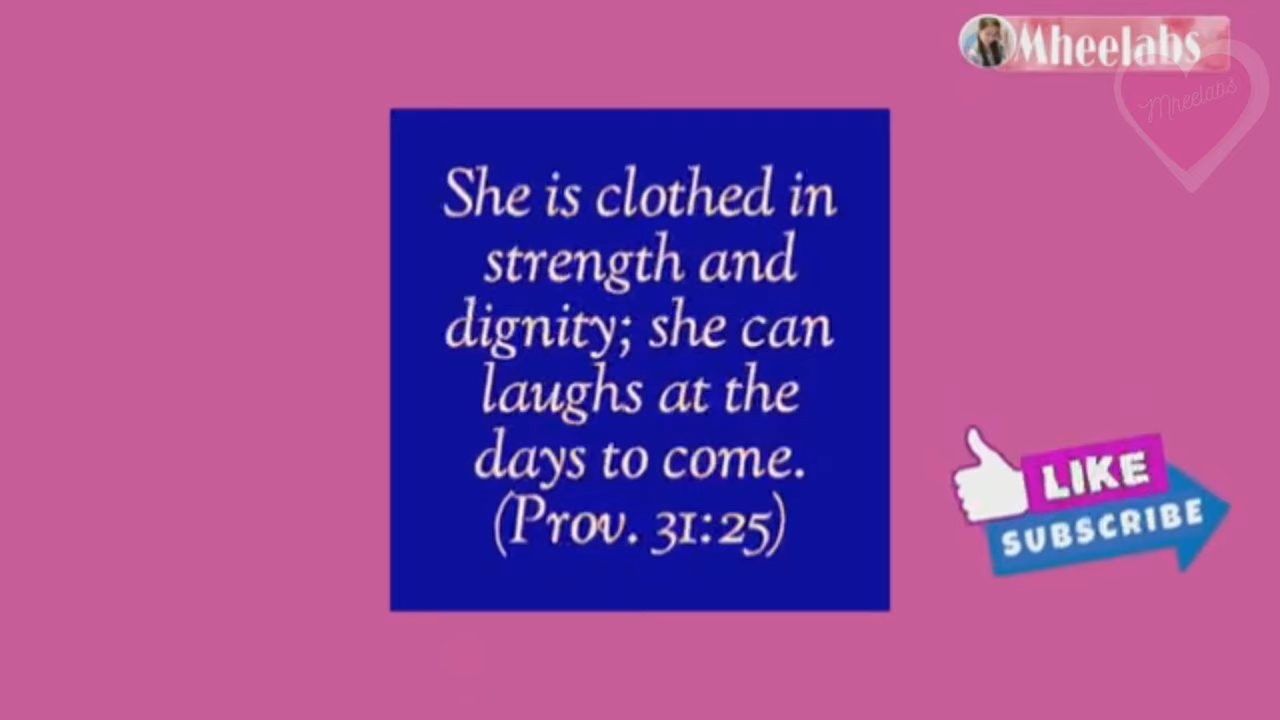 Mheelabs
Mheelabs
She is clothed in
strength and
dignity; she can
laughs at the
days to come.
(Prov. 31:25)
LIKE
SUBSCRIBE